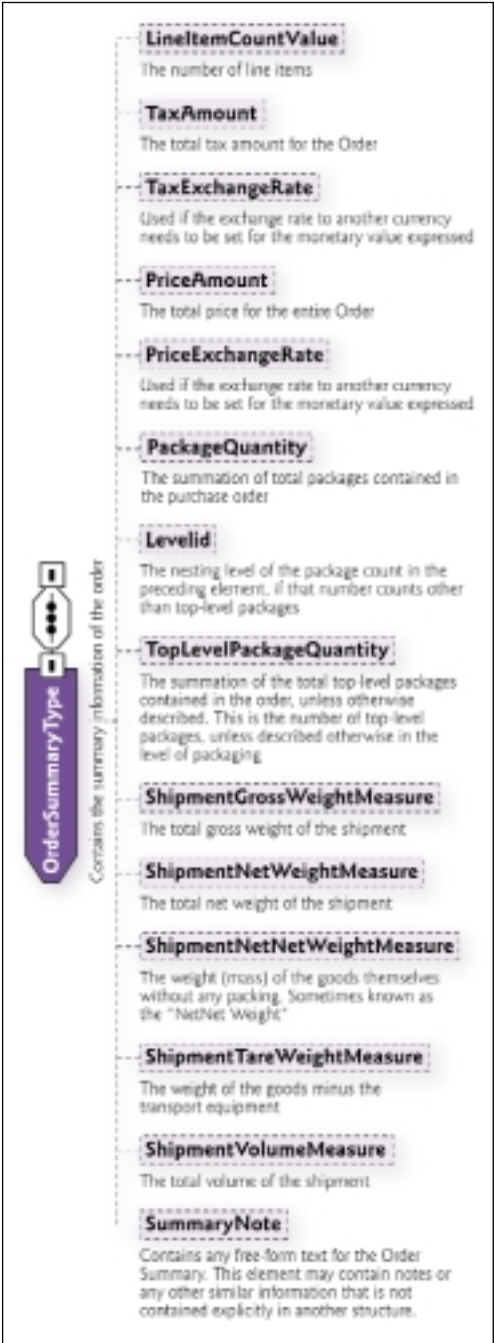 LineItemCountValue
The number of line items
TaxAmount
The total tax amount for the Order
TaxExchangeRate
Used if the exchange rate to another currency
needs to be set for the monetary value expressed
PriceAmount
The total price for the entire Order
PriceExchangeRate
Used if the exchange rate to another currency
needs to be set for the monetary value expressed
PackageQuantity
The summation of total packages contained in
the purchase order
LevelId
The nesting level of the package count in the
preceding element, if that number counts other
than top-level packages
OrderSummaryType
Contains the summary information of the order
TopLevelPackageQuantity
The summation of the total top-level packages
contained in the order, unless otherwise
described. This is the number of top-level
packages, unless described otherwise in the
level of packaging
ShipmentGrossWeightMeasure
The total gross weight of the shipment
ShipmentNetWeightMeasure
The total net weight of the shipment
ShipmentNetNetWeightMeasure
The weight (mass) of the goods themselves
without any packing. Sometimes known as
the "NetNet Weight"
ShipmentTareWeightMeasure
The weight of the goods minus the
transport equipment
ShipmentVolumeMeasure
The total volume of the shipment
SummaryNote
Contains any free-form text for the Order
Summary. This element may contain notes or
any other similar information that is not
contained explicitly in another structure.